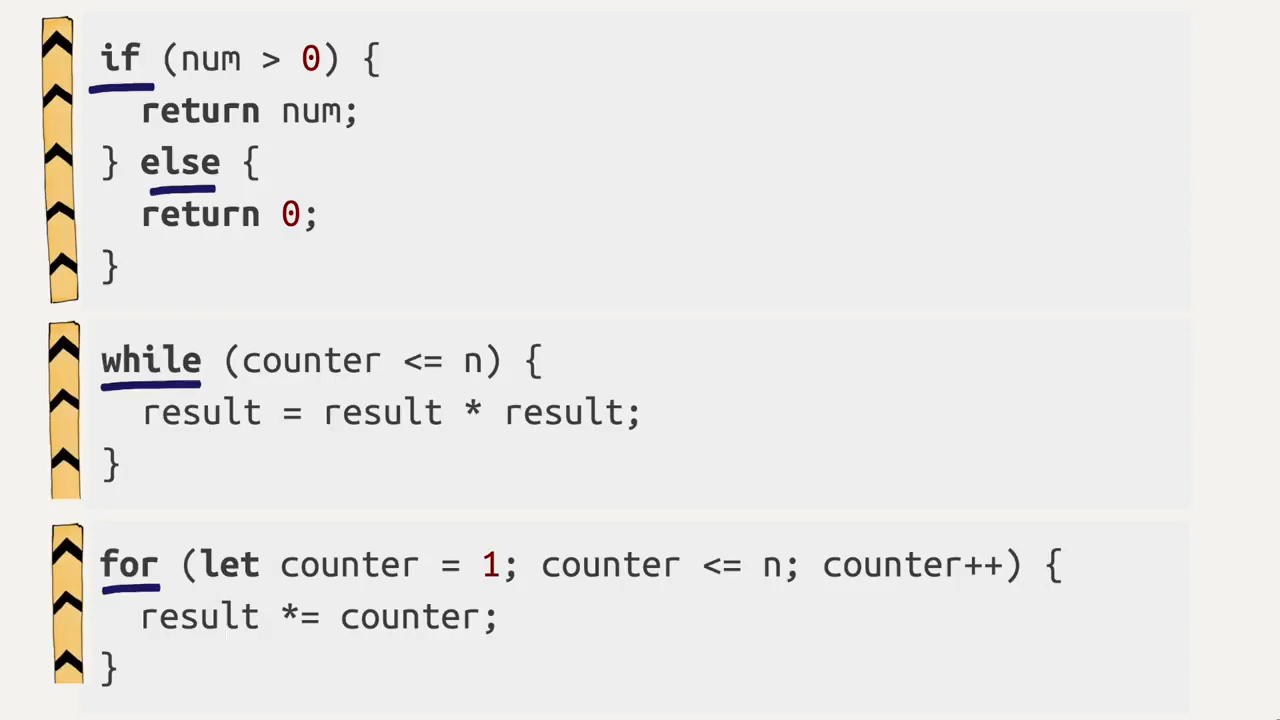 if (num > 0) {
return num;
} else {
return 0;
}
while (counter <= n) {
result = result * result;
}
for (let counter = 1; counter <= n; counter++) {
result *= counter;
}